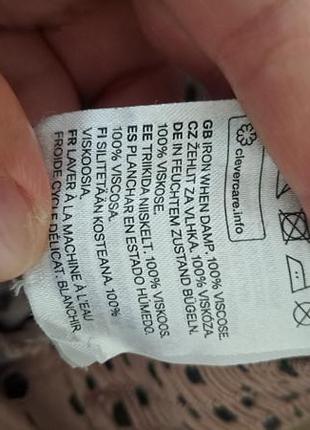 clevercare.info
GB IRON WHEN DAMP. 100% VISCOSE.
CZ ŽEHLIT ZA VLHKA. 100% VISKÓZA.
DE IN FEUCHTEM ZUSTAND BÜGELN.
100% VISKOSE.
EE TRIIKIDA NIISKELT. 100% VISKOOS.
ES PLANCHAR EN ESTADO HÚMEDO.
100% VISCOSA.
FI SILITETÄÄN KOSTEANA. 100%
VISKOOSIA.
FR LAVER À LA MACHINE À L'EAU
FROIDE, CYCLE DÉLICAT. BLANCHIR